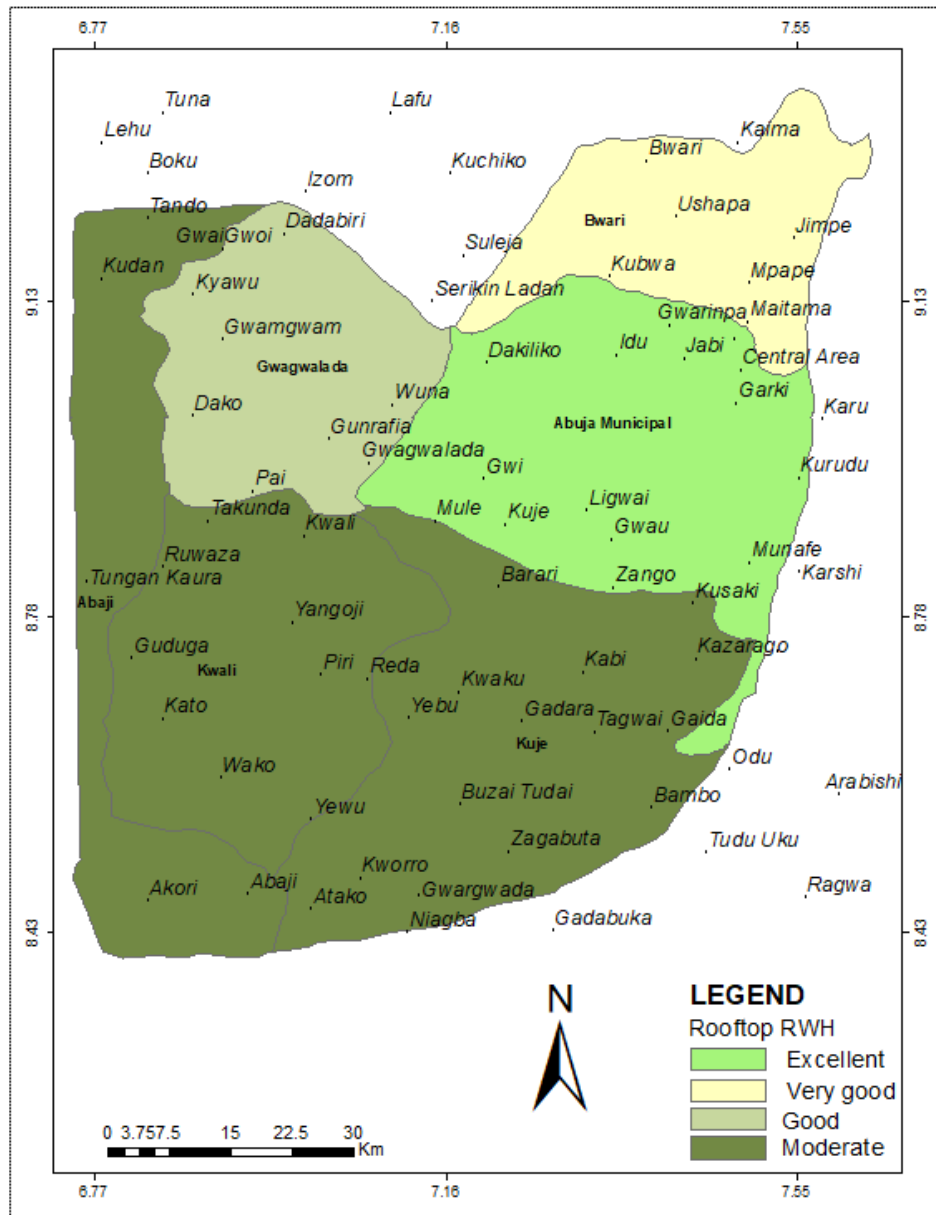 6.77 7.16 7.55
Tuna
Lafu
Lehu
Kaima
Bwari
Boku
Kuchiko
Izom
Tando
Dadabiri
Ushapa
Bwari
GwaiGwoi
Jimpe
Suleja
Kudan
Kubwa
Mpape
Kyawu
Serikin Ladan
9.13
9.13
Gwarinpa
Maitama
Gwamgwam
Dakiliko
Idu
Jabi
Central Area
Gwagwalada
Wuna
Garki
Dako
Karu
Abuja Municipal
Gunrafia
Gwagwalada
Gwi
Kurudu
Pai
Ligwai
Takunda
Kwali
Mule
Kuje
Gwau
Ruwaza
Munafe
Tungan Kaura
Barari
Zango
Karshi
Abaji
Kusaki
8.78
8.78
Yangoji
Guduga
Kwali
Piri
Reda
Kabi
Kazarago
Kwaku
Kato
Yebu
Gadara
Tagwai
Gaida
Kuje
Odu
Wako
Arabishi
Buzai Tudai
Bambo
Yewu
Zagabuta
Tudu Uku
Kworro
Akori
Abaji
Atako
Gwargwada
Ragwa
Niagba
Gadabuka
8.43
8.43
N
LEGEND
Rooftop RWH
Excellent
Very good
Good
Moderate
0 3.757.5 15 22.5 30
Km
6.77 7.16 7.55